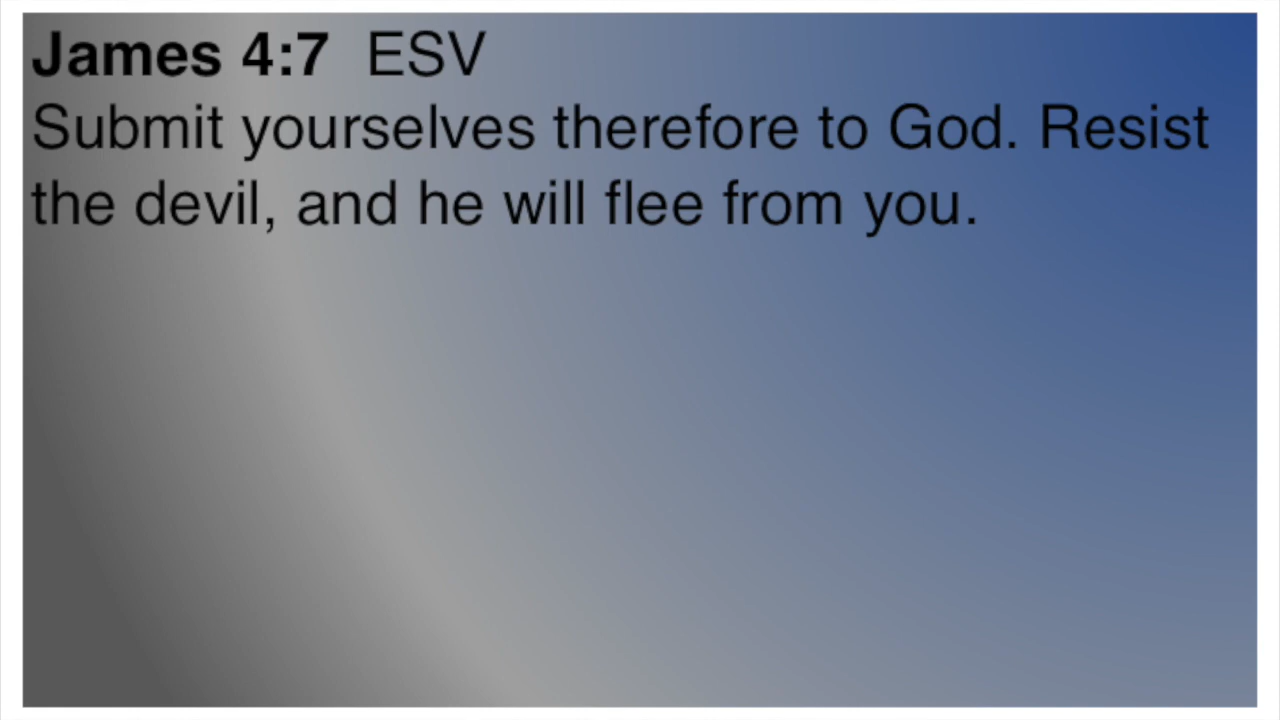 James 4:7 ESV
Submit yourselves therefore to God. Resist
the devil, and he will flee from you.